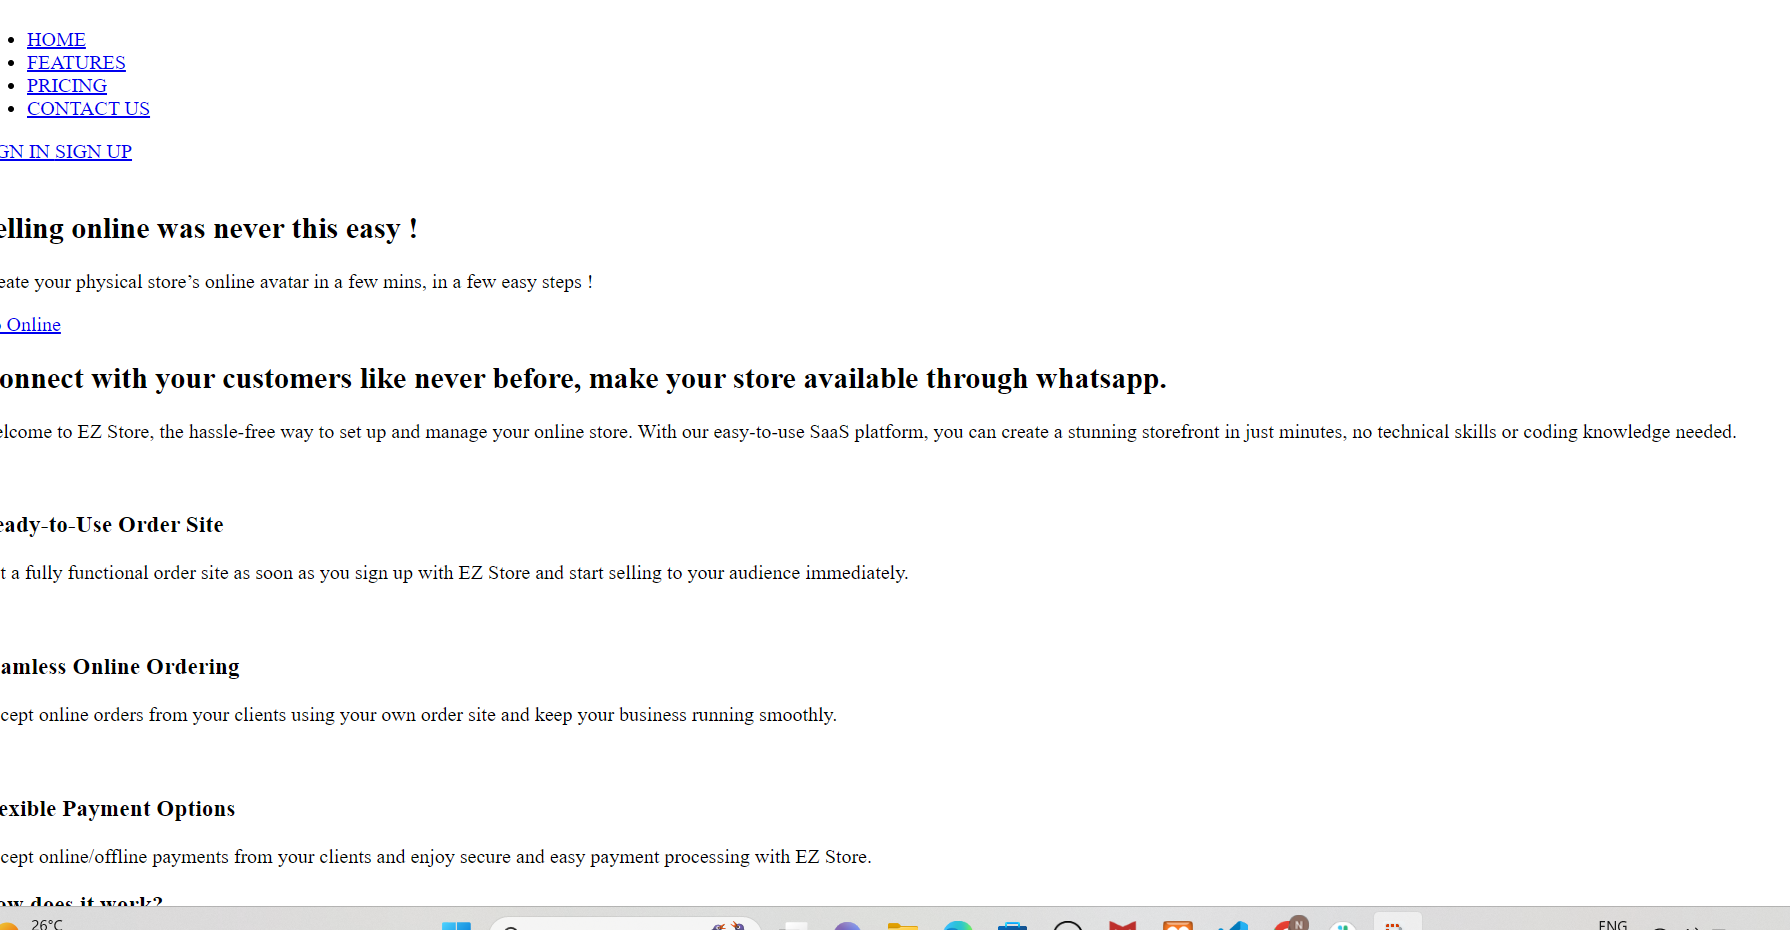 HOME
FEATURES
PRICING
CONTACT US
GN IN SIGN UP
elling online was never this easy !
eate your physical store’s online avatar in a few mins, in a few easy steps !
Online
onnect with your customers like never before, make your store available through whatsapp.
elcome to EZ Store, the hassle-free way to set up and manage your online store. With our easy-to-use SaaS platform, you can create a stunning storefront in just minutes, no technical skills or coding knowledge needed.
eady-to-Use Order Site
t a fully functional order site as soon as you sign up with EZ Store and start selling to your audience immediately.
amless Online Ordering
cept online orders from your clients using your own order site and keep your business running smoothly.
exible Payment Options
cept online/offline payments from your clients and enjoy secure and easy payment processing with EZ Store.
ow does it work?
26°C
N
ENG